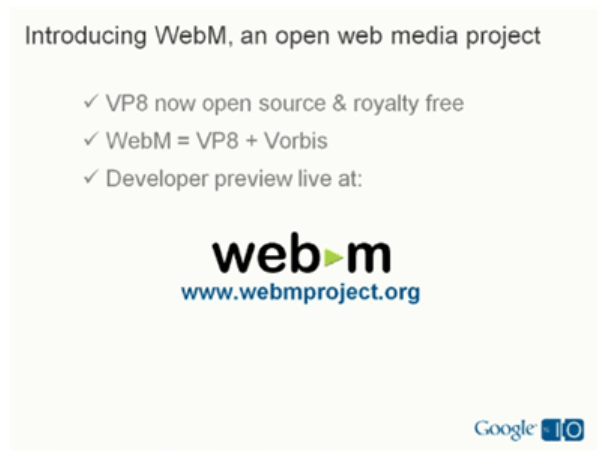 Introducing WebM, an open web media project
✓ VP8 now open source & royalty free
✓ WebM = VP8 + Vorbis
✓ Developer preview live at:
web m
www.webmproject.org
Google IO